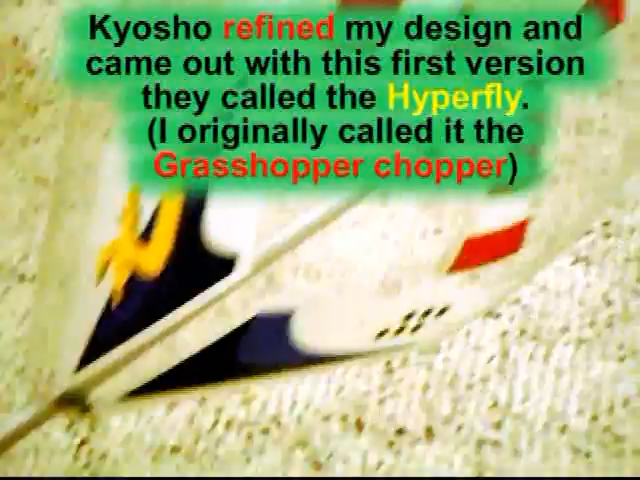 Kyosho refined my design and
came out with this first version
they called the Hyperfly.
(I originally called it the
Grasshopper chopper)